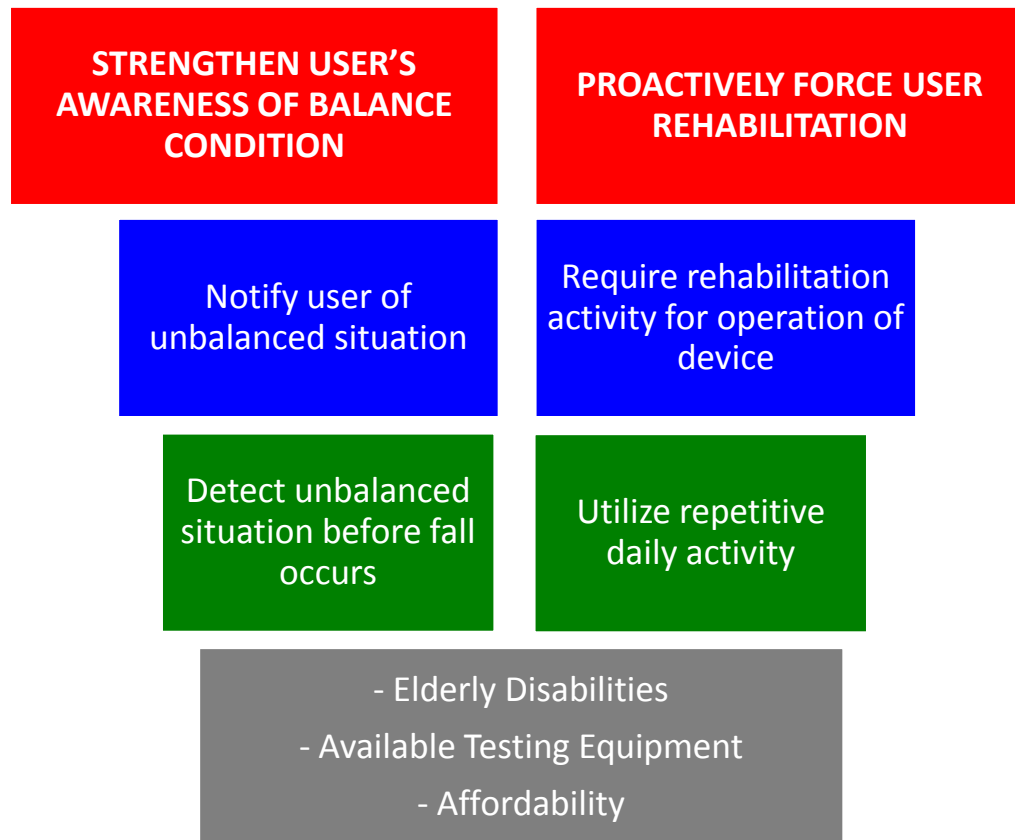 STRENGTHEN USER’S
AWARENESS OF BALANCE
CONDITION
PROACTIVELY FORCE USER
REHABILITATION
Notify user of
unbalanced situation
Require rehabilitation
activity for operation of
device
Detect unbalanced
situation before fall
occurs
Utilize repetitive
daily activity
- Elderly Disabilities
- Available Testing Equipment
- Affordability